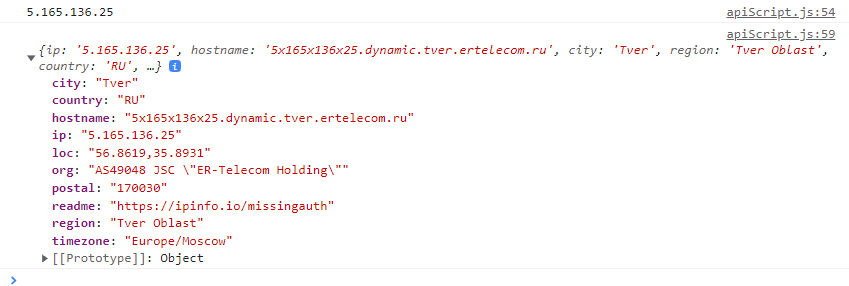 5.165.136.25 apiScript.js:54
apiScript.js:59
{ip: '5.165.136.25', hostname: '5x165x136x25.dynamic.tver.ertelecom.ru', city: 'Tver', region: 'Tver Oblast',
country: 'RU', …} i
city: "Tver"
country: "RU"
hostname: "5x165x136x25.dynamic.tver.ertelecom.ru"
ip: "5.165.136.25"
loc: "56.8619,35.8931"
org: "AS49048 JSC \"ER-Telecom Holding\""
postal: "170030"
readme: "https://ipinfo.io/missingauth"
region: "Tver Oblast"
timezone: "Europe/Moscow"
[[Prototype]]: Object